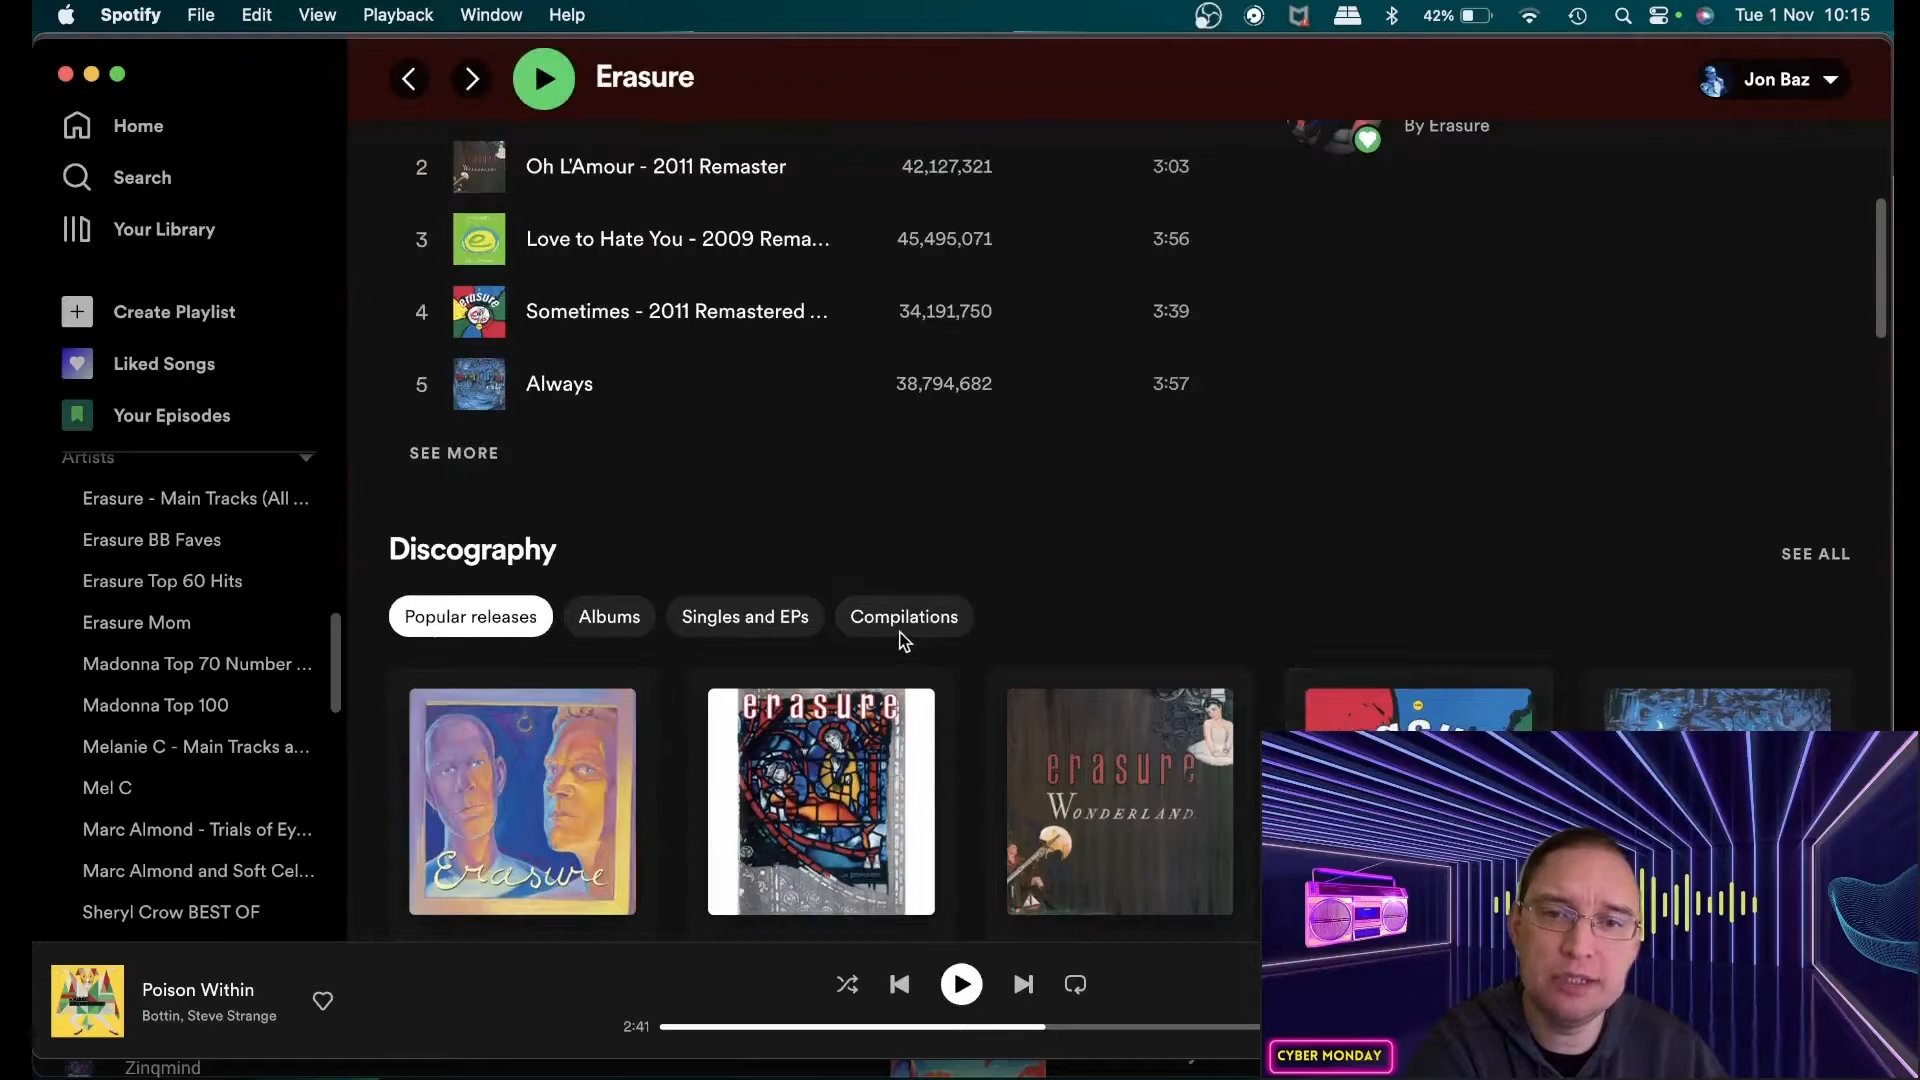 Spotify File Edit View Playback Window Help 42% Tue 1 Nov 10:15
Erasure
Jon Baz
Home
Search
Your Library
Create Playlist
Liked Songs
Your Episodes
Artists
Erasure - Main Tracks (All ...
Erasure BB Faves
Erasure Top 60 Hits
Erasure Mom
Madonna Top 70 Number ...
Madonna Top 100
Melanie C - Main Tracks a...
Mel C
Marc Almond - Trials of Ey...
Marc Almond and Soft Cel...
Sheryl Crow BEST OF
By Erasure
2 Oh L'Amour - 2011 Remaster 42,127,321 3:03
3 Love to Hate You - 2009 Rema... 45,495,071 3:56
4 Sometimes - 2011 Remastered ... 34,191,750 3:39
5 Always 38,794,682 3:57
SEE MORE
Discography
SEE ALL
Popular releases Albums Singles and EPs Compilations
Erasure
erasure
erasure
WONDERLAND
Poison Within
Bottin, Steve Strange
2:41
Zinqmind
CYBER MONDAY